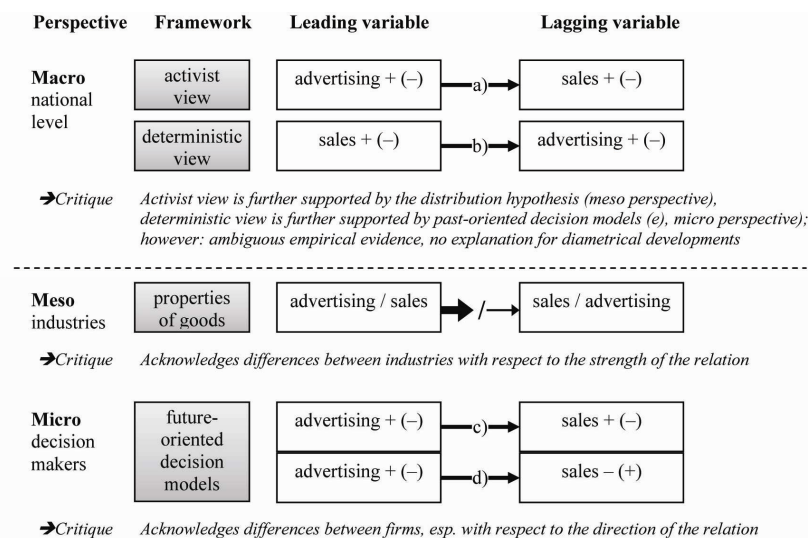 Perspective Framework Leading variable Lagging variable
Macro national level
activist view
advertising + (–) a) sales + (–)
deterministic view
sales + (–) b) advertising + (–)
➔Critique Activist view is further supported by the distribution hypothesis (meso perspective),
deterministic view is further supported by past-oriented decision models (e), micro perspective);
however: ambiguous empirical evidence, no explanation for diametrical developments
Meso industries
properties of goods
advertising / sales ➔/→ sales / advertising
➔Critique Acknowledges differences between industries with respect to the strength of the relation
Micro decision makers
future-
oriented
decision
models
advertising + (–) c) sales + (–)
advertising + (–) d) sales – (+)
➔Critique Acknowledges differences between firms, esp. with respect to the direction of the relation